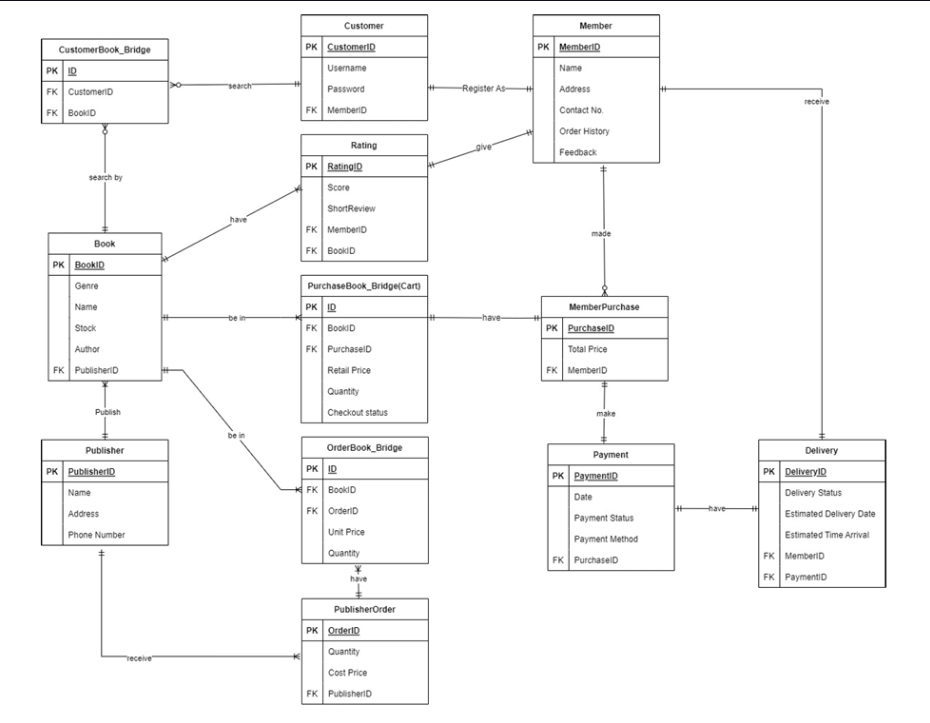 CustomerBook_Bridge
PK ID
FK CustomerID
FK BookID
Customer
PK CustomerID
Username
Password
FK MemberID
Member
PK MemberID
Name
Address
Contact No.
Order History
Feedback
search
Register As
receive
give
search by
Rating
PK RatingID
Score
ShortReview
FK MemberID
FK BookID
have
made
Book
PK BookID
Genre
Name
Stock
Author
FK PublisherID
PurchaseBook_Bridge(Cart)
PK ID
FK BookID
FK PurchaseID
Retail Price
Quantity
Checkout status
be in
have
MemberPurchase
PK PurchaseID
Total Price
FK MemberID
Publish
make
be in
Publisher
PK PublisherID
Name
Address
Phone Number
OrderBook_Bridge
PK ID
FK BookID
FK OrderID
Unit Price
Quantity
Payment
PK PaymentID
Date
Payment Status
Payment Method
FK PurchaseID
have
Delivery
PK DeliveryID
Delivery Status
Estimated Delivery Date
Estimated Time Arrival
FK MemberID
FK PaymentID
have
PublisherOrder
PK OrderID
Quantity
Cost Price
FK PublisherID
receive